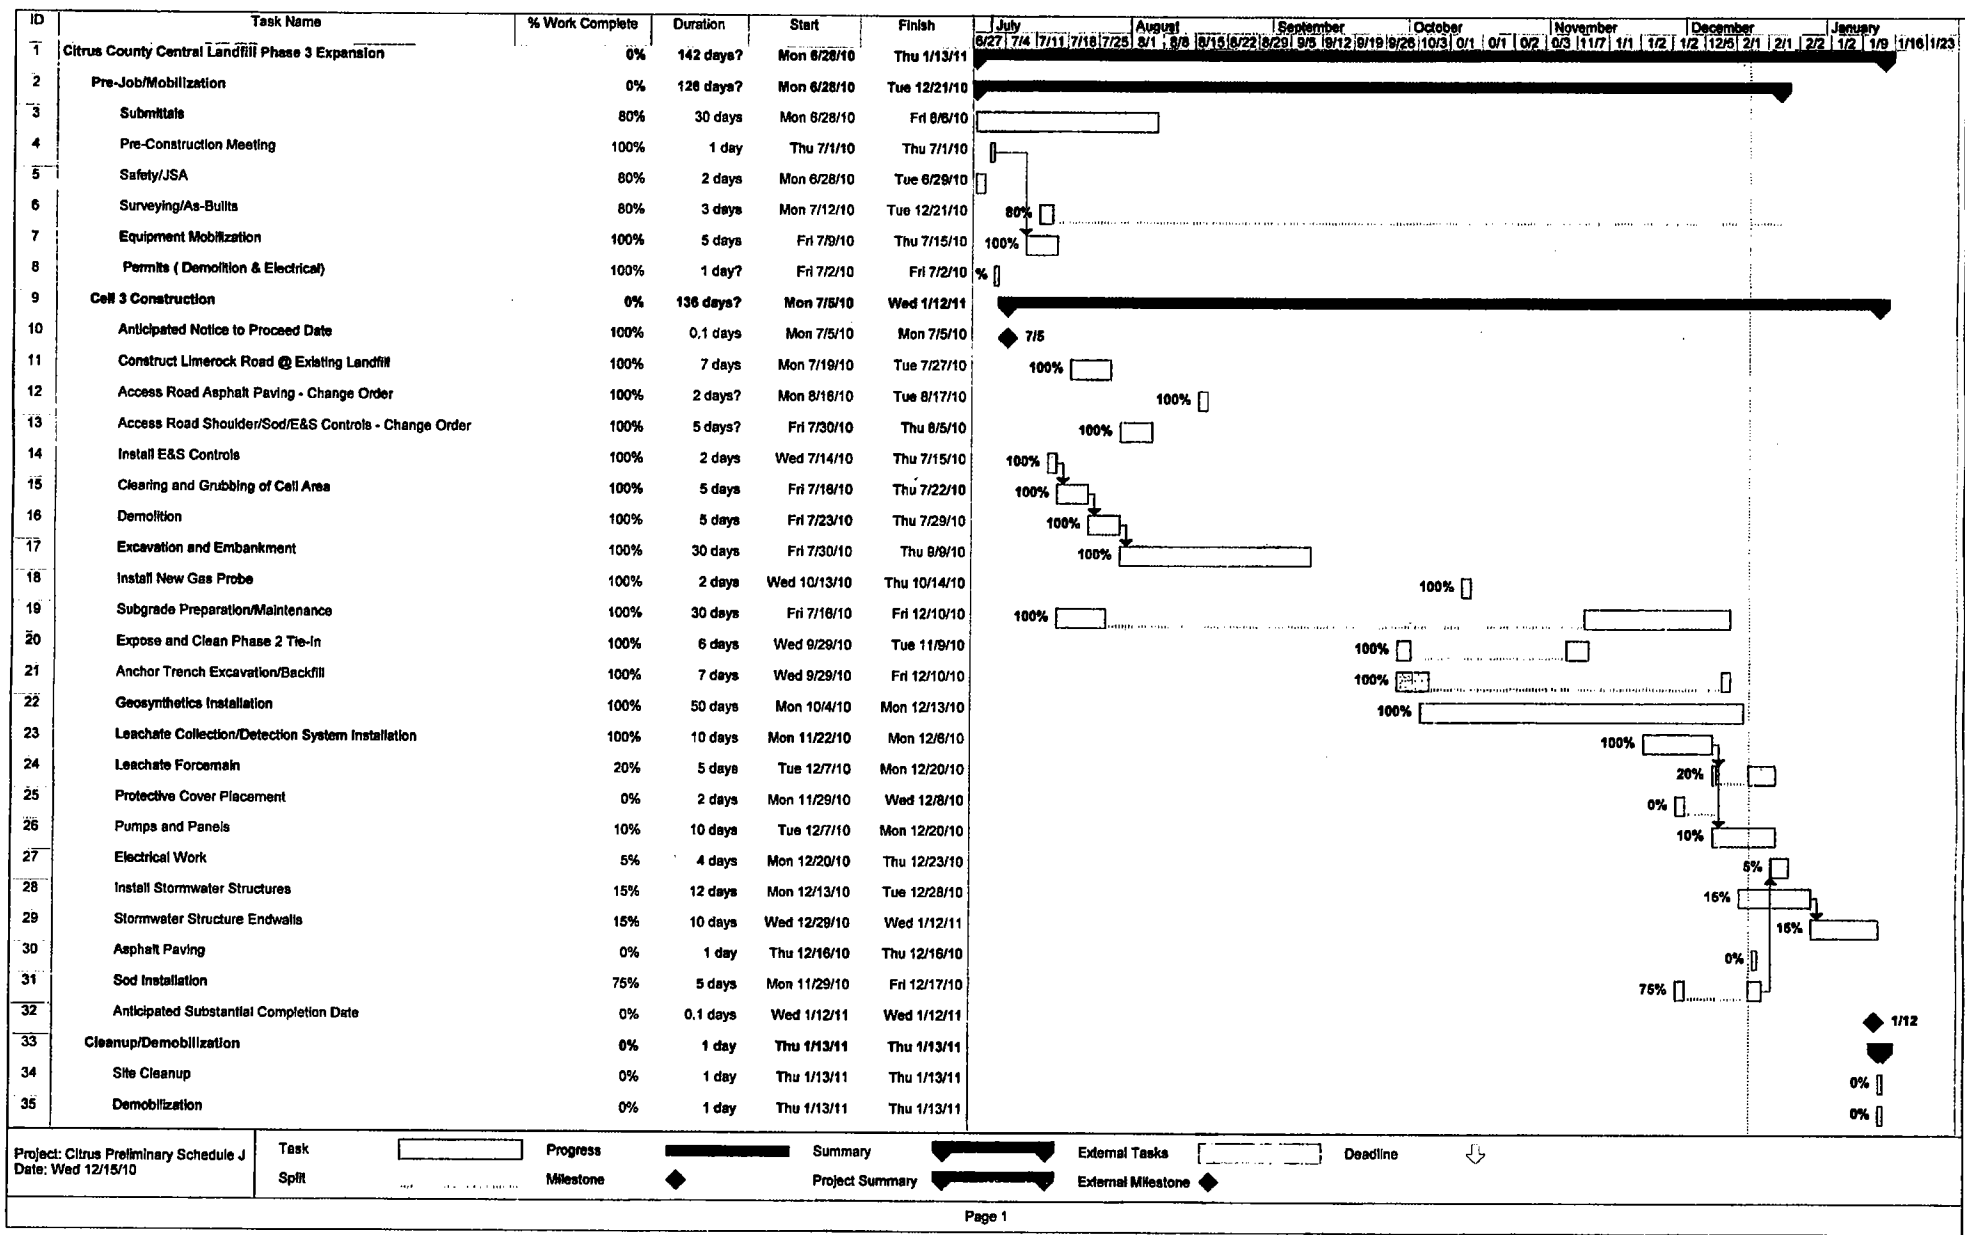 ID Task Name % Work Complete Duration Start Finish July August September October November December January
6/27 7/4 7/11 7/18 7/25 8/1 8/8 8/15 8/22 8/29 9/5 9/12 9/19 9/26 10/3 0/1 0/1 0/2 0/3 11/7 1/1 1/2 1/2 12/5 2/1 2/1 2/2 1/2 1/9 1/16 1/23
1 Citrus County Central Landfill Phase 3 Expansion 0% 142 days? Mon 6/28/10 Thu 1/13/11
2 Pre-Job/Mobilization 0% 126 days? Mon 6/28/10 Tue 12/21/10
3 Submittals 80% 30 days Mon 6/28/10 Fri 8/6/10
4 Pre-Construction Meeting 100% 1 day Thu 7/1/10 Thu 7/1/10
5 Safety/JSA 80% 2 days Mon 6/28/10 Tue 6/29/10
6 Surveying/As-Builts 80% 3 days Mon 7/12/10 Tue 12/21/10 80%
7 Equipment Mobilization 100% 5 days Fri 7/9/10 Thu 7/15/10 100%
8 Permits ( Demolition & Electrical) 100% 1 day? Fri 7/2/10 Fri 7/2/10 %
9 Cell 3 Construction 0% 136 days? Mon 7/5/10 Wed 1/12/11
10 Anticipated Notice to Proceed Date 100% 0.1 days Mon 7/5/10 Mon 7/5/10 7/5
11 Construct Limerock Road @ Existing Landfill 100% 7 days Mon 7/19/10 Tue 7/27/10 100%
12 Access Road Asphalt Paving - Change Order 100% 2 days? Mon 8/16/10 Tue 8/17/10 100%
13 Access Road Shoulder/Sod/E&S Controls - Change Order 100% 5 days? Fri 7/30/10 Thu 8/5/10 100%
14 Install E&S Controls 100% 2 days Wed 7/14/10 Thu 7/15/10 100%
15 Clearing and Grubbing of Cell Area 100% 5 days Fri 7/16/10 Thu 7/22/10 100%
16 Demolition 100% 5 days Fri 7/23/10 Thu 7/29/10 100%
17 Excavation and Embankment 100% 30 days Fri 7/30/10 Thu 9/9/10 100%
18 Install New Gas Probe 100% 2 days Wed 10/13/10 Thu 10/14/10 100%
19 Subgrade Preparation/Maintenance 100% 30 days Fri 7/16/10 Fri 12/10/10 100%
20 Expose and Clean Phase 2 Tie-In 100% 6 days Wed 9/29/10 Tue 11/9/10 100%
21 Anchor Trench Excavation/Backfill 100% 7 days Wed 9/29/10 Fri 12/10/10 100%
22 Geosynthetics Installation 100% 50 days Mon 10/4/10 Mon 12/13/10 100%
23 Leachate Collection/Detection System Installation 100% 10 days Mon 11/22/10 Mon 12/6/10 100%
24 Leachate Forcemain 20% 5 days Tue 12/7/10 Mon 12/20/10 20%
25 Protective Cover Placement 0% 2 days Mon 11/29/10 Wed 12/8/10 0%
26 Pumps and Panels 10% 10 days Tue 12/7/10 Mon 12/20/10 10%
27 Electrical Work 5% 4 days Mon 12/20/10 Thu 12/23/10 5%
28 Install Stormwater Structures 15% 12 days Mon 12/13/10 Tue 12/28/10 15%
29 Stormwater Structure Endwalls 15% 10 days Wed 12/29/10 Wed 1/12/11 15%
30 Asphalt Paving 0% 1 day Thu 12/16/10 Thu 12/16/10 0%
31 Sod Installation 75% 5 days Mon 11/29/10 Fri 12/17/10 75%
32 Anticipated Substantial Completion Date 0% 0.1 days Wed 1/12/11 Wed 1/12/11 1/12
33 Cleanup/Demobilization 0% 1 day Thu 1/13/11 Thu 1/13/11
34 Site Cleanup 0% 1 day Thu 1/13/11 Thu 1/13/11 0%
35 Demobilization 0% 1 day Thu 1/13/11 Thu 1/13/11 0%
Project: Citrus Preliminary Schedule J Task Progress Summary External Tasks Deadline
Date: Wed 12/15/10 Split Milestone Project Summary External Milestone
Page 1